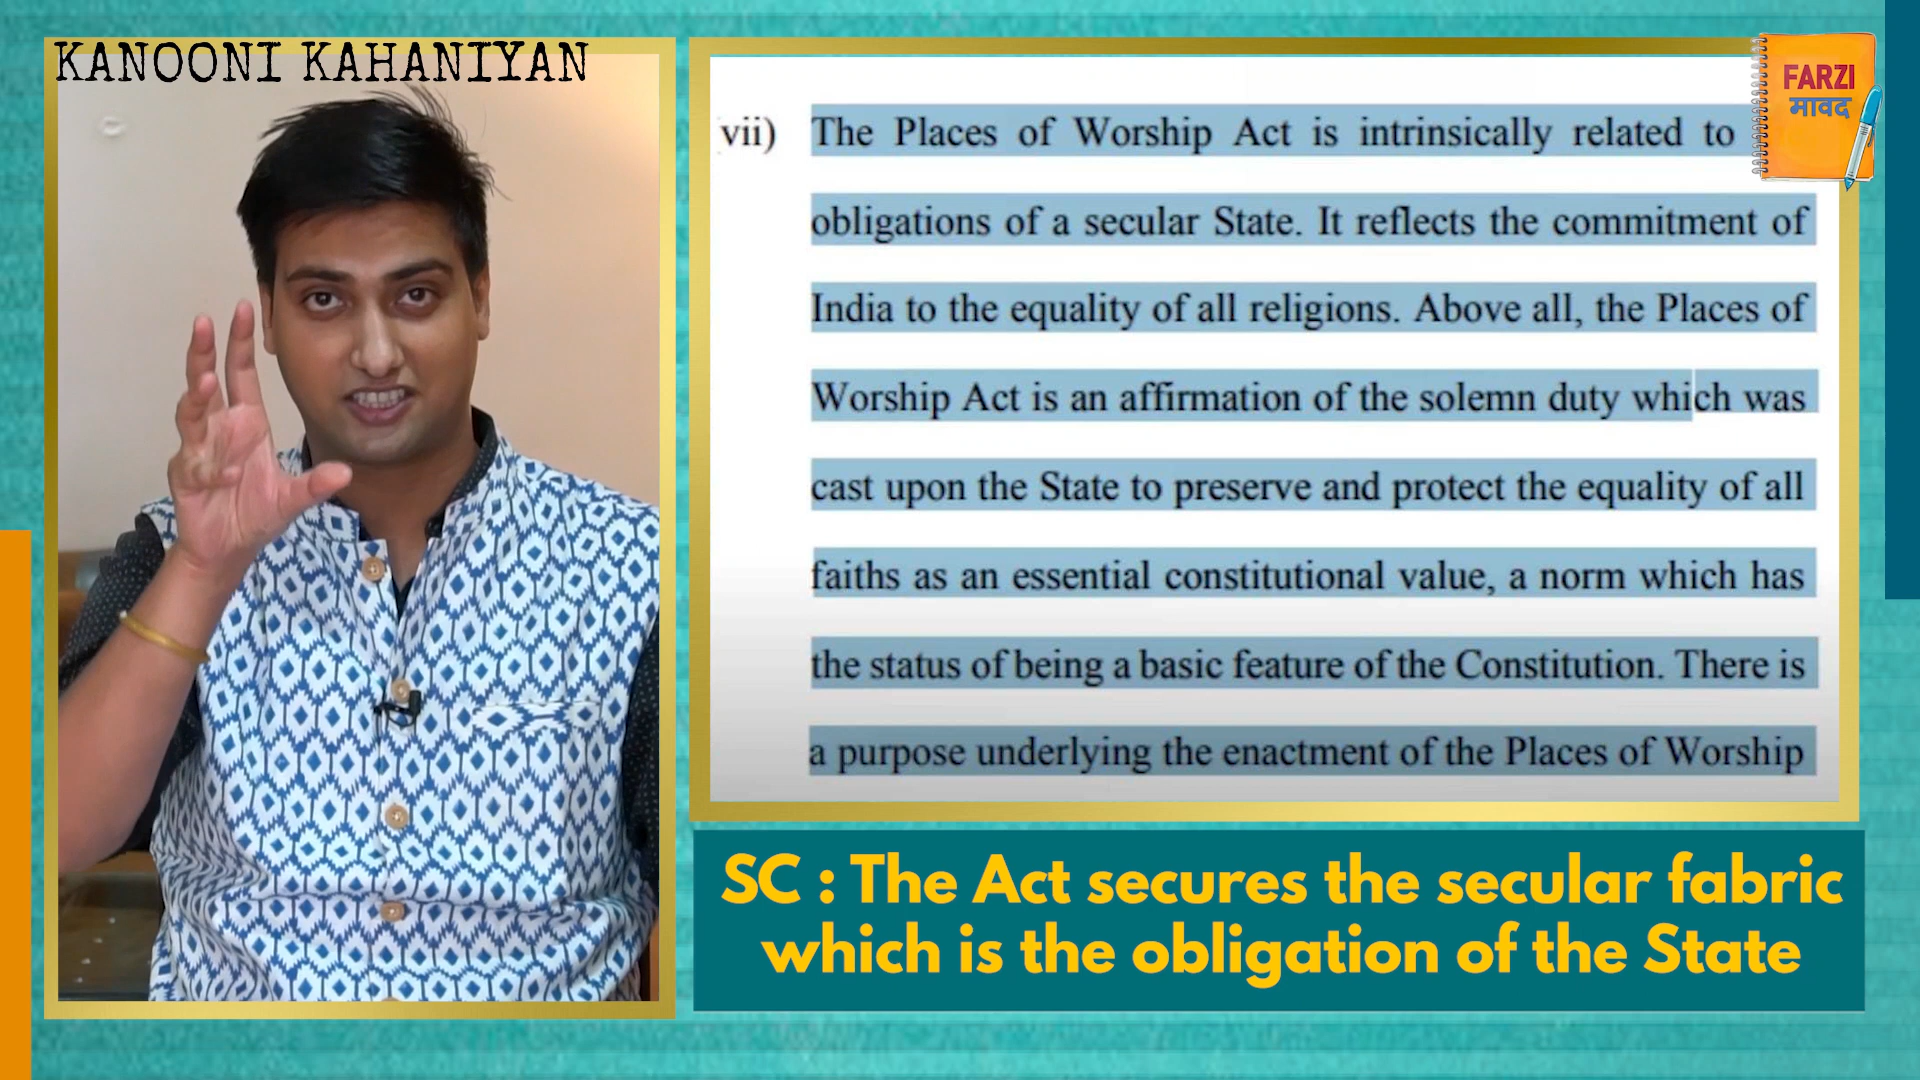 KANOONI KAHANIYAN
FARZI
मावद
vii) The Places of Worship Act is intrinsically related to
obligations of a secular State. It reflects the commitment of
India to the equality of all religions. Above all, the Places of
Worship Act is an affirmation of the solemn duty which was
cast upon the State to preserve and protect the equality of all
faiths as an essential constitutional value, a norm which has
the status of being a basic feature of the Constitution. There is
a purpose underlying the enactment of the Places of Worship
SC : The Act secures the secular fabric
which is the obligation of the State